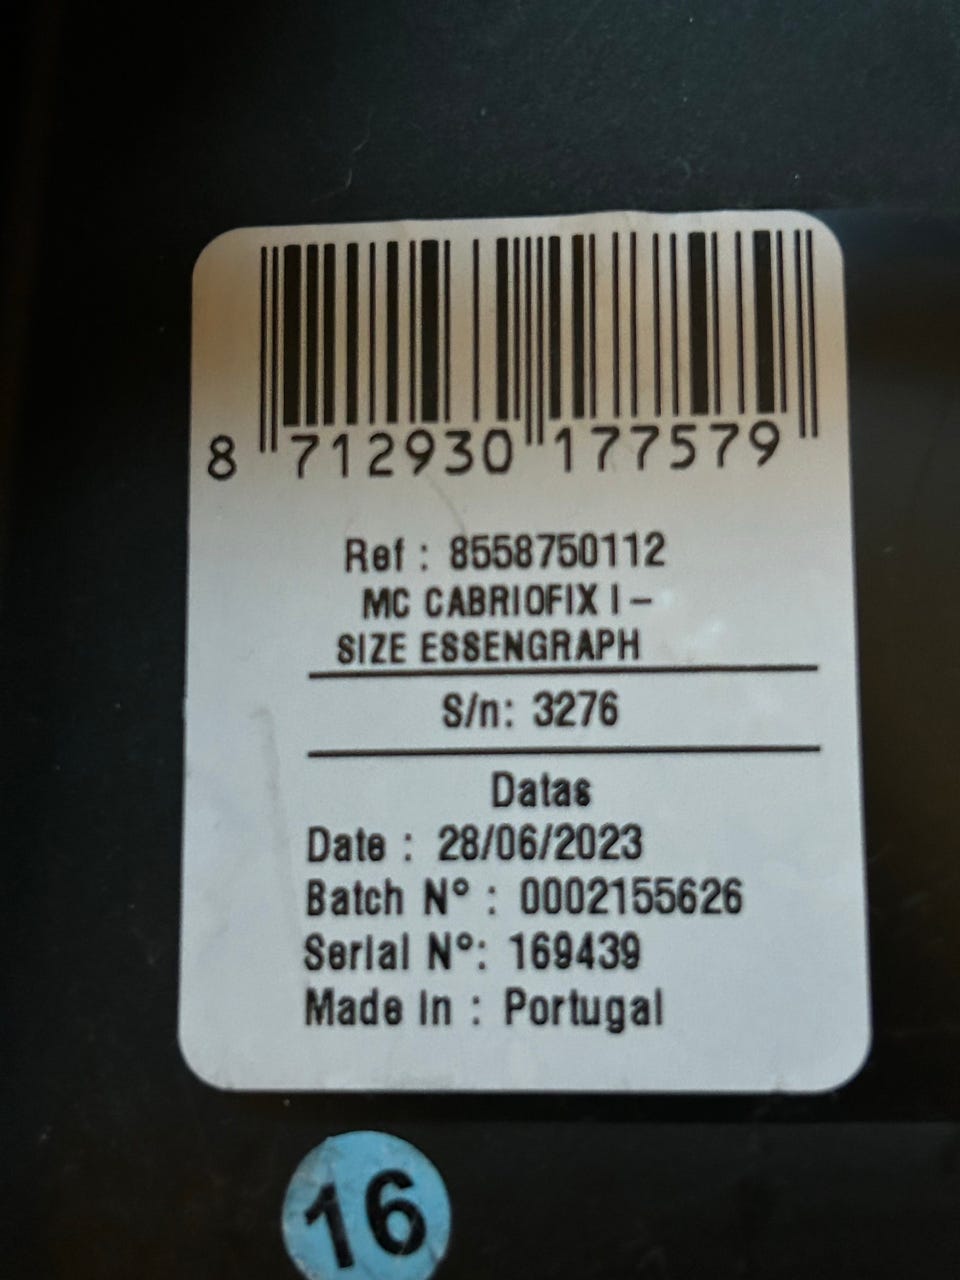 8 712930 177579
Ref : 8558750112
MC CABRIOFIX I –
SIZE ESSENGRAPH
S/n: 3276
Datas
Date : 28/06/2023
Batch N° : 0002155626
Serial N°: 169439
Made In : Portugal
16